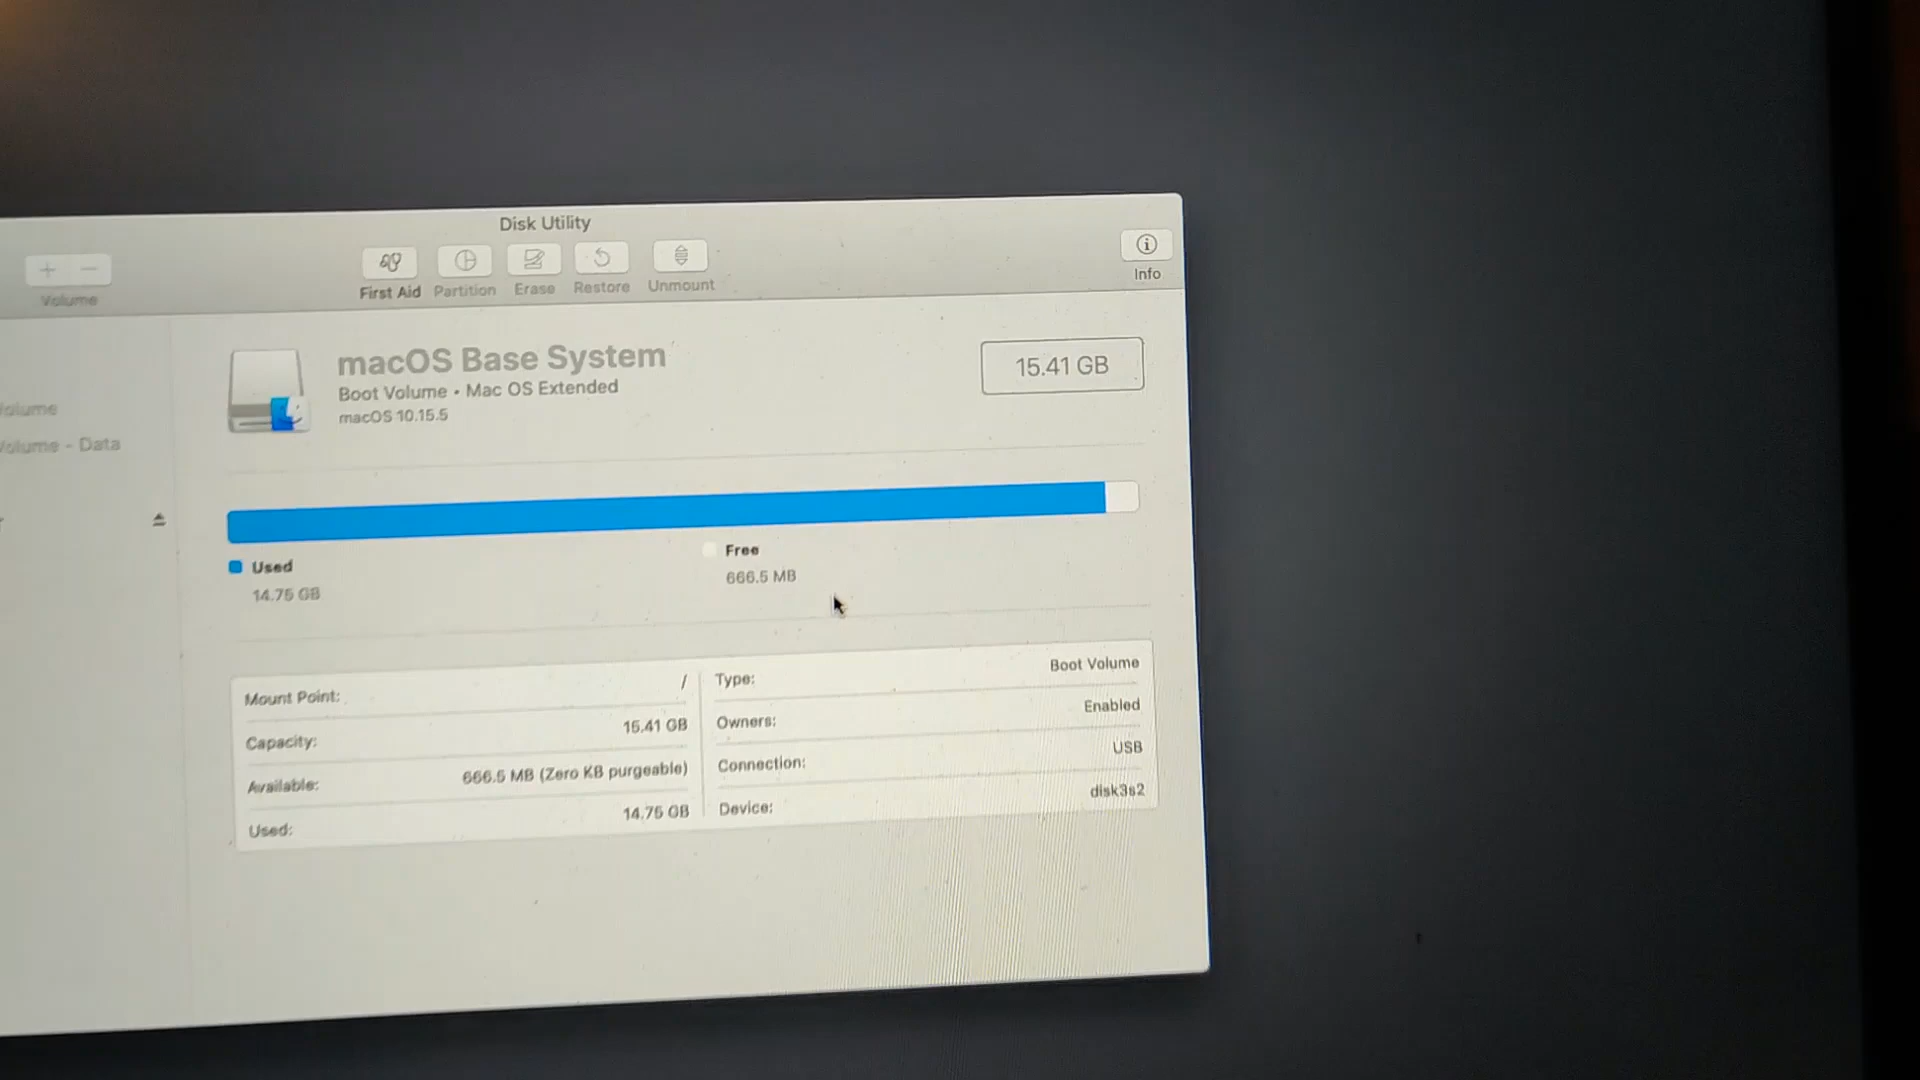 Disk Utility
Volume
First Aid
Partition
Erase
Restore
Unmount
Info
macOS Base System
Boot Volume • Mac OS Extended
macOS 10.15.5
15.41 GB
Volume
Volume - Data
Used
14.75 GB
Free
666.5 MB
Mount Point: /
Capacity: 15.41 GB
Available: 666.5 MB (Zero KB purgeable)
Used: 14.75 GB
Type: Boot Volume
Owners: Enabled
Connection: USB
Device: disk3s2